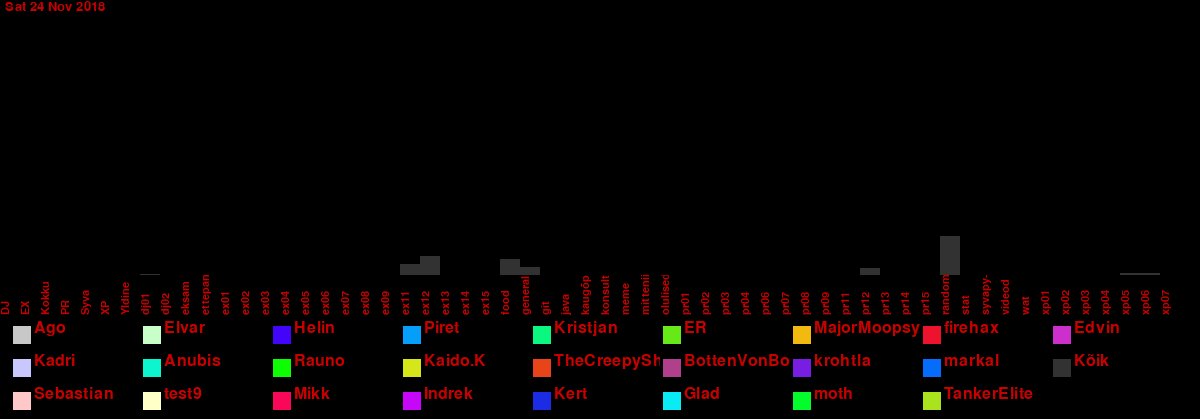 Sat 24 Nov 2018
DJ EX Kokku PR Syva XP Yldine dj01 dj02 eksam ettepan ex01 ex02 ex03 ex04 ex05 ex06 ex07 ex08 ex09 ex11 ex12 ex13 ex14 ex15 food general git java kaugõp konsult meme mitteni olulised pr01 pr02 pr03 pr04 pr06 pr07 pr08 pr09 pr11 pr12 pr13 pr14 pr15 random stat syvapy- videod wat xp01 xp02 xp03 xp04 xp05 xp06 xp07
Ago Elvar Helin Piret Kristjan ER MajorMoopsy firehax Edvin
Kadri Anubis Rauno Kaido.K TheCreepySh BottenVonBo krohtla markal Kõik
Sebastian test9 Mikk Indrek Kert Glad moth TankerElite